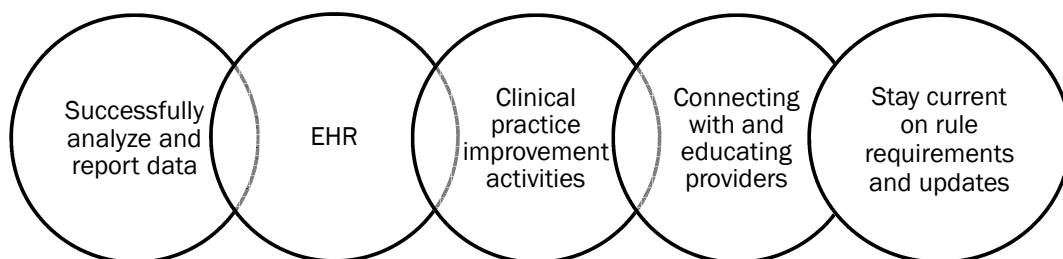 Successfully
analyze and
report data
EHR
Clinical
practice
improvement
activities
Connecting
with and
educating
providers
Stay current
on rule
requirements
and updates